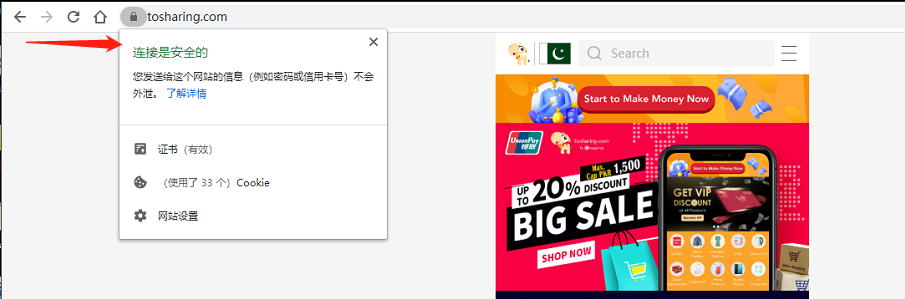 tosharing.com
连接是安全的
您发送给这个网站的信息（例如密码或信用卡号）不会
外泄。 了解详情
证书（有效）
（使用了 33 个）Cookie
网站设置
Search
Start to Make Money Now
UnionPay
银联
tosharing.com
UP
TO
20% DISCOUNT
Max.
Cap PKR 1,500
BIG SALE
SHOP NOW
Start to Make Money Now
GET VIP
DISCOUNT
of All Products
VIP